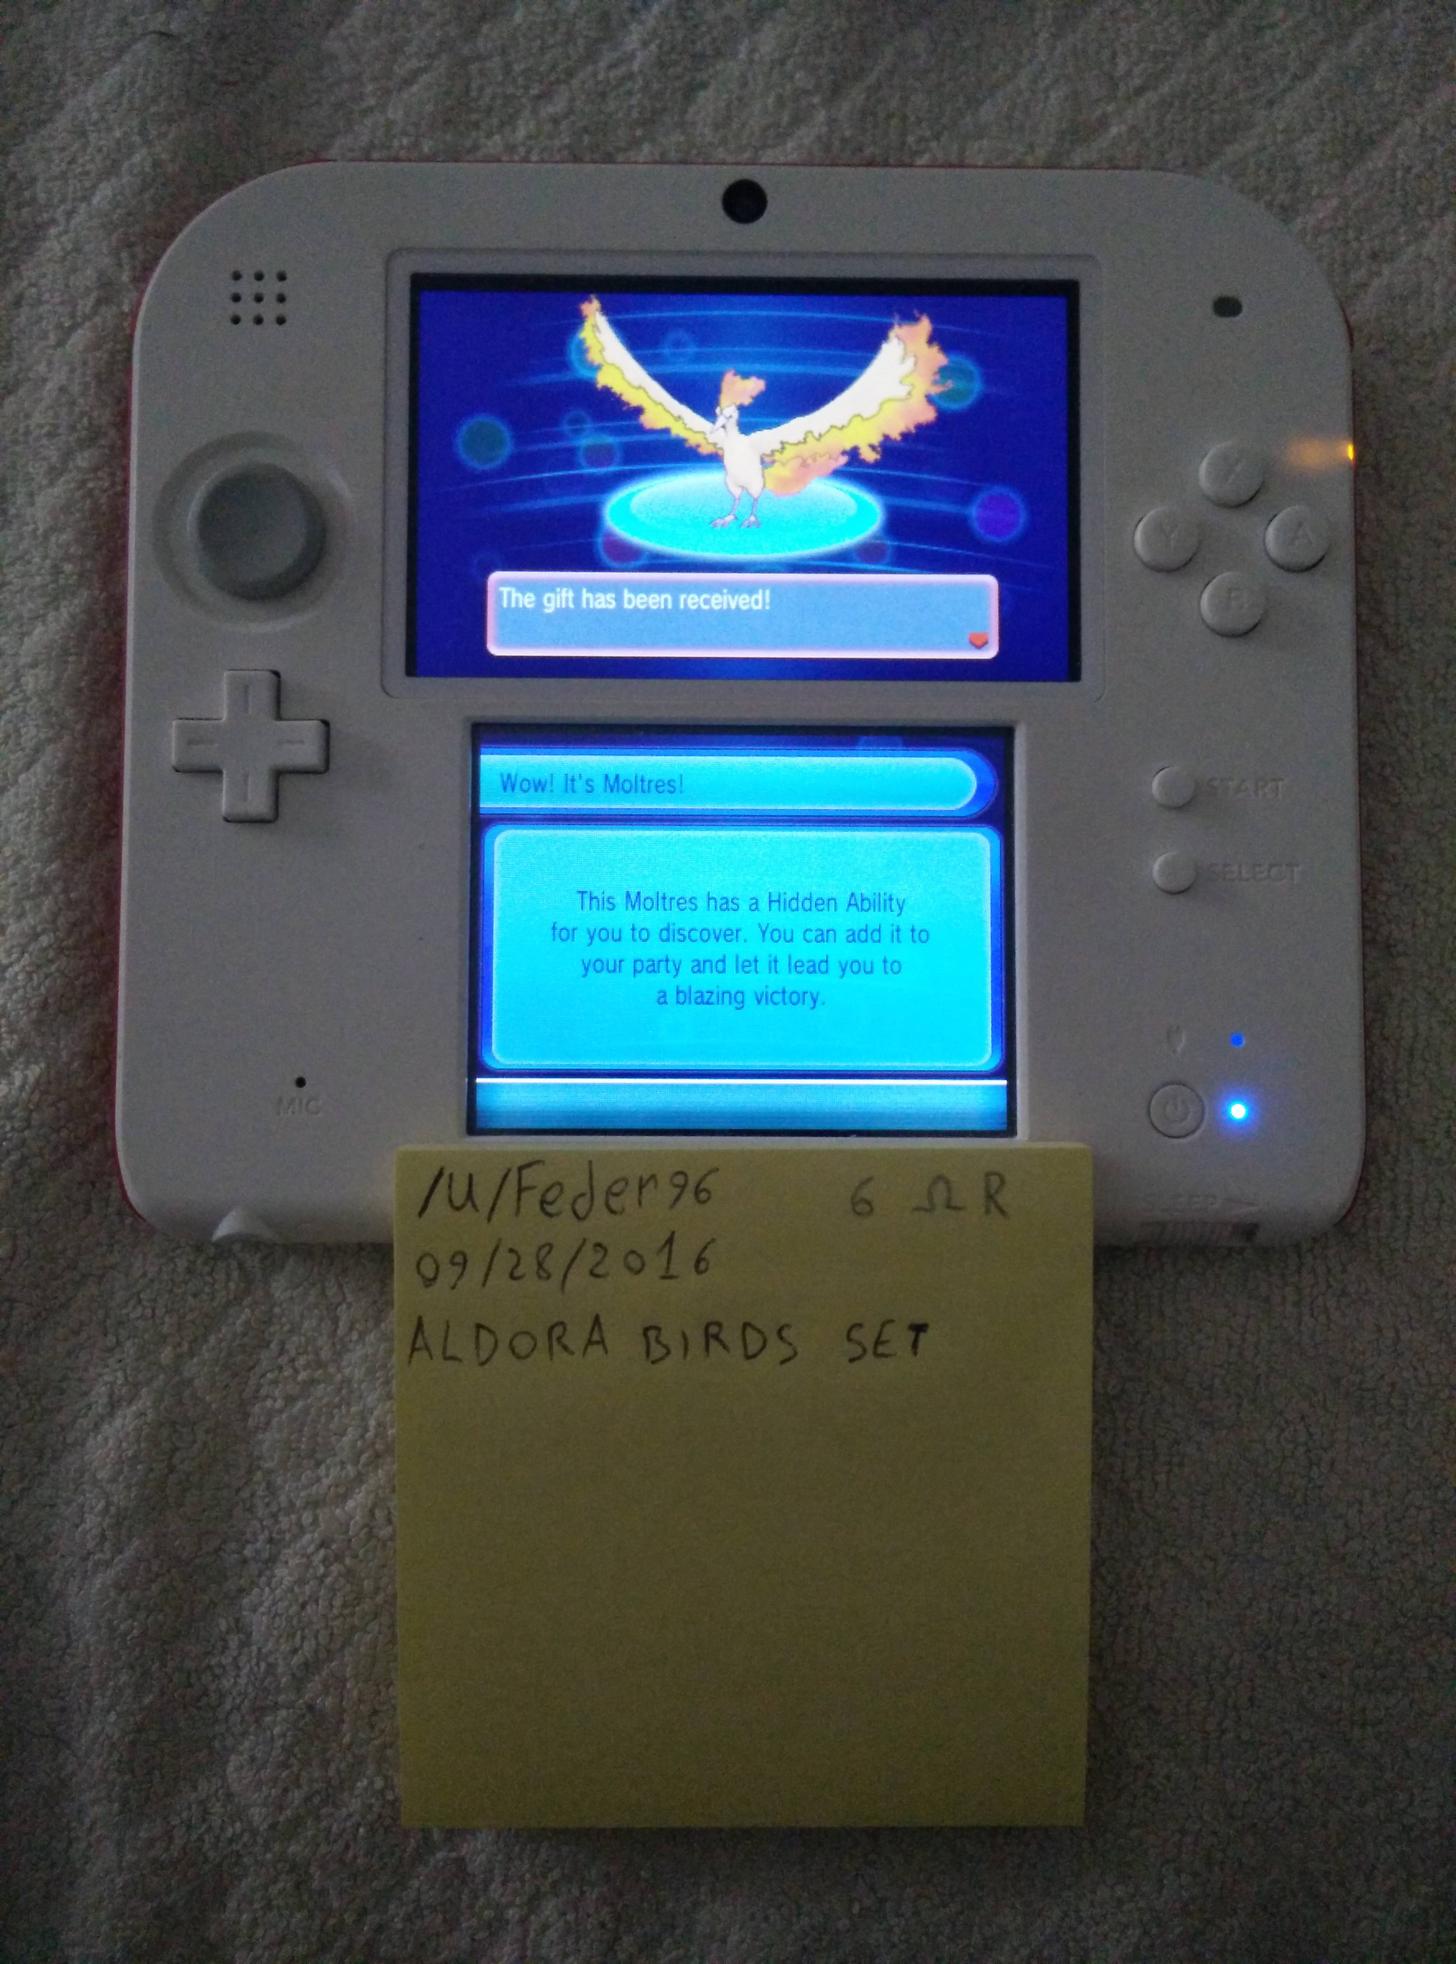 The gift has been received!
Wow! It's Moltres!
This Moltres has a Hidden Ability
for you to discover. You can add it to
your party and let it lead you to
a blazing victory.
X
Y
A
B
START
SELECT
MIC
/U/Feder96 6 ΩR
09/28/2016
ALDORA BIRDS SET